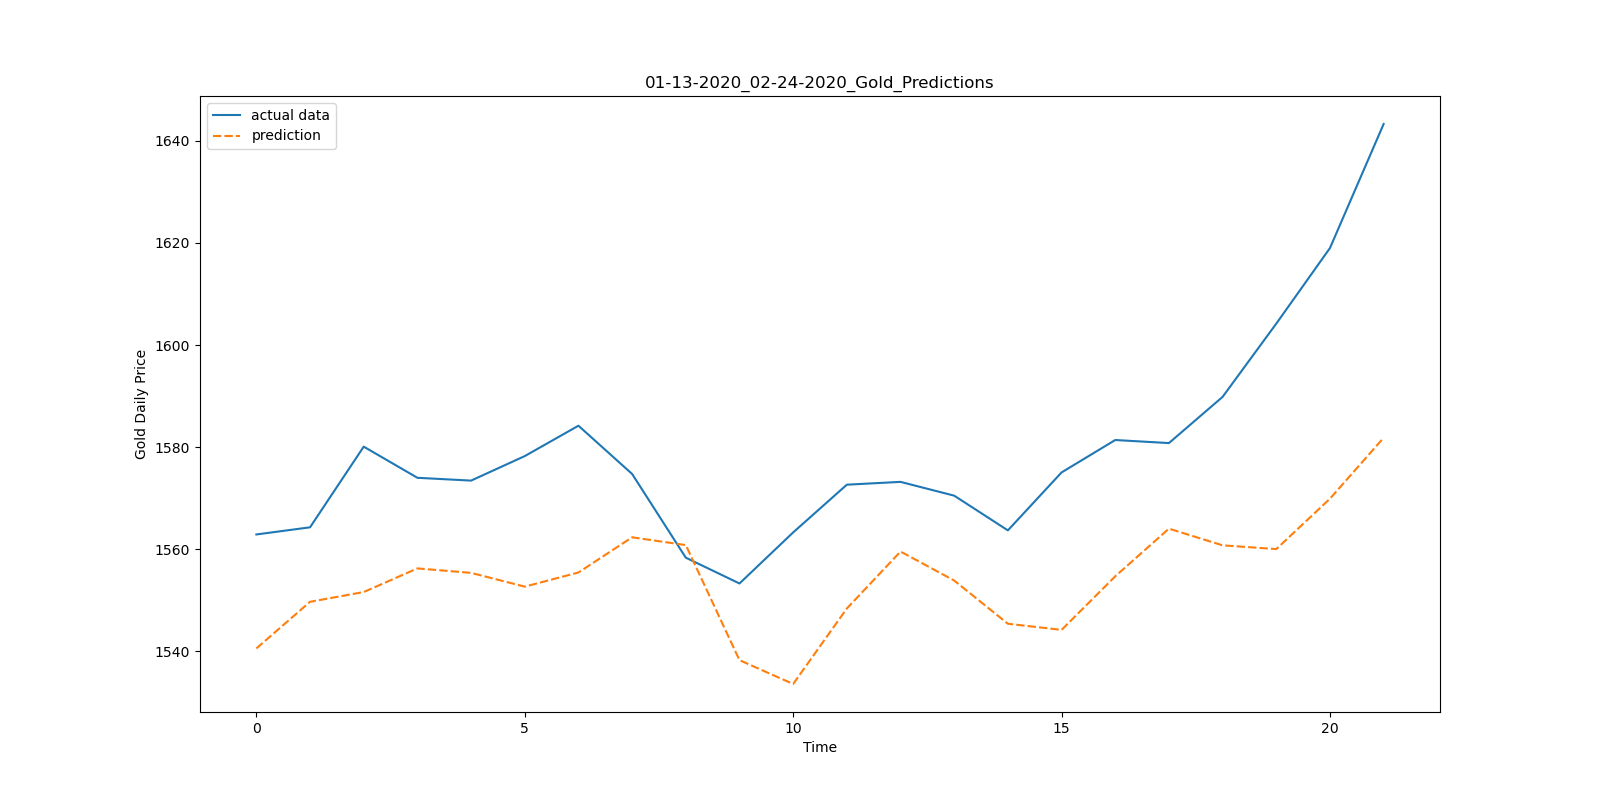 01-13-2020_02-24-2020_Gold_Predictions
actual data
prediction
1640
1620
1600
1580
1560
1540
Gold Daily Price
0 5 10 15 20
Time